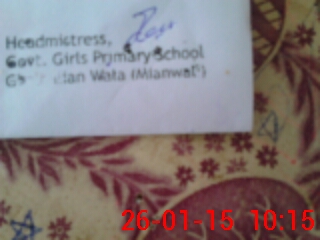 Headmistress,
Govt. Girls Primary School
Wala (Mianwali)
26-01-15 10:15